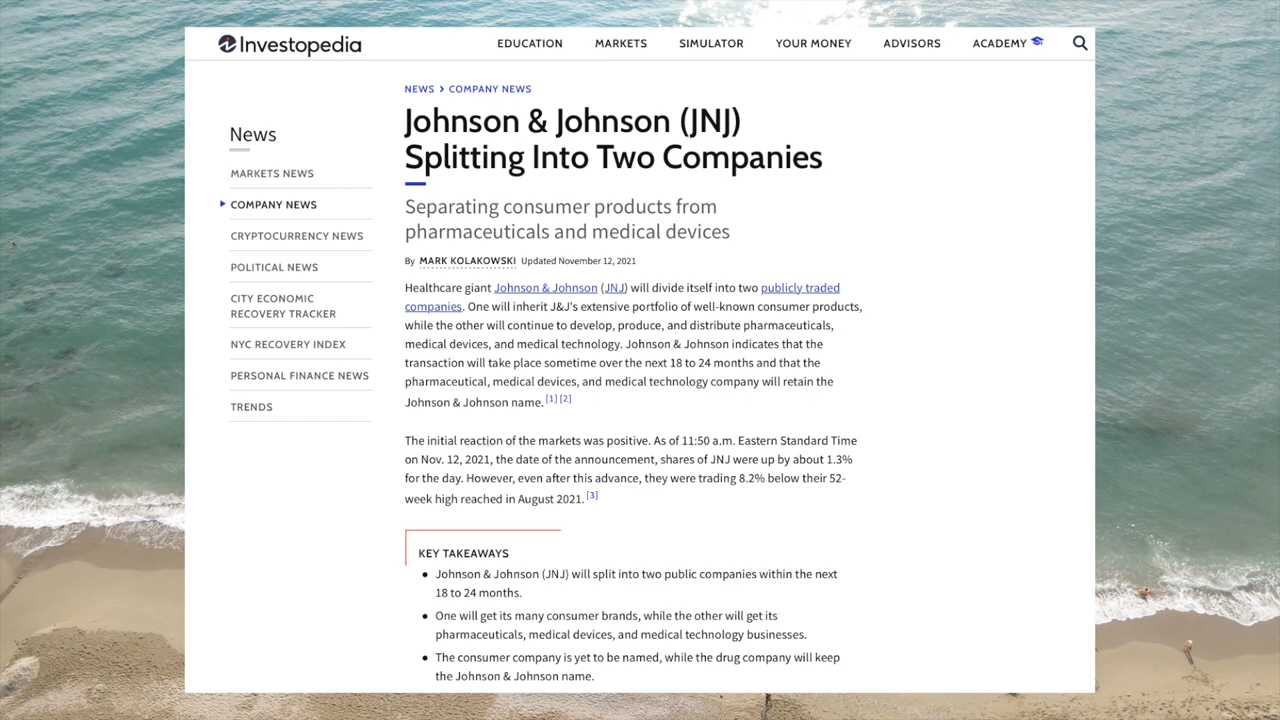 Investopedia
EDUCATION MARKETS SIMULATOR YOUR MONEY ADVISORS ACADEMY
NEWS > COMPANY NEWS
Johnson & Johnson (JNJ)
Splitting Into Two Companies
Separating consumer products from
pharmaceuticals and medical devices
By MARK KOLAKOWSKI Updated November 12, 2021
News
MARKETS NEWS
COMPANY NEWS
CRYPTOCURRENCY NEWS
POLITICAL NEWS
CITY ECONOMIC
RECOVERY TRACKER
NYC RECOVERY INDEX
PERSONAL FINANCE NEWS
TRENDS
Healthcare giant Johnson & Johnson (JNJ) will divide itself into two publicly traded
companies. One will inherit J&J's extensive portfolio of well-known consumer products,
while the other will continue to develop, produce, and distribute pharmaceuticals,
medical devices, and medical technology. Johnson & Johnson indicates that the
transaction will take place sometime over the next 18 to 24 months and that the
pharmaceutical, medical devices, and medical technology company will retain the
Johnson & Johnson name. [1] [2]
The initial reaction of the markets was positive. As of 11:50 a.m. Eastern Standard Time
on Nov. 12, 2021, the date of the announcement, shares of JNJ were up by about 1.3%
for the day. However, even after this advance, they were trading 8.2% below their 52-
week high reached in August 2021. [3]
KEY TAKEAWAYS
• Johnson & Johnson (JNJ) will split into two public companies within the next
18 to 24 months.
• One will get its many consumer brands, while the other will get its
pharmaceuticals, medical devices, and medical technology businesses.
• The consumer company is yet to be named, while the drug company will keep
the Johnson & Johnson name.